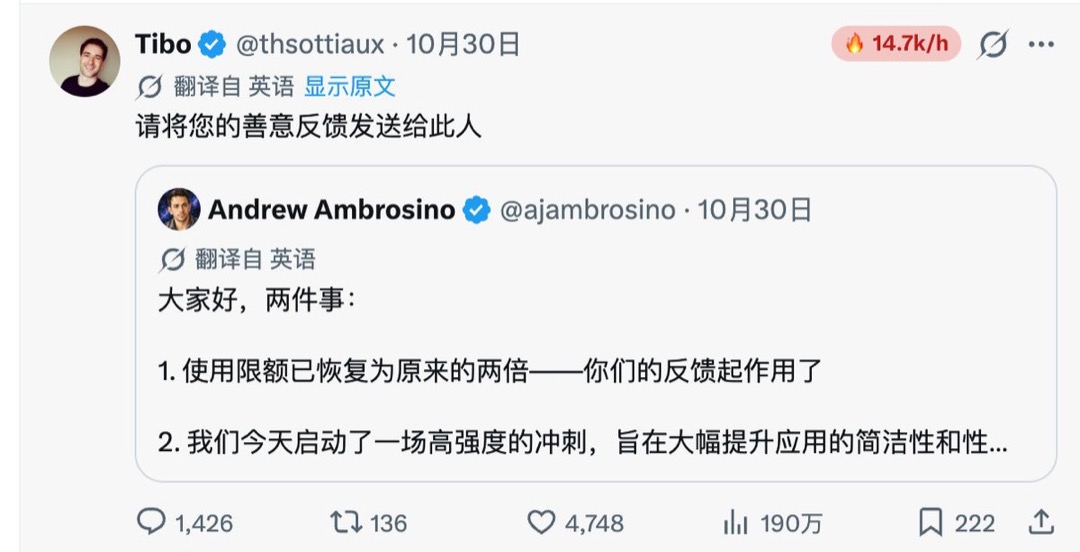 Tibo @thsottiaux · 10月30日 14.7k/h
翻译自 英语 显示原文
请将您的善意反馈发送给此人
Andrew Ambrosino @ajambrosino · 10月30日
翻译自 英语
大家好，两件事：
1. 使用限额已恢复为原来的两倍——你们的反馈起作用了
2. 我们今天启动了一场高强度的冲刺，旨在大幅提升应用的简洁性和性...
1,426 136 4,748 190万 222